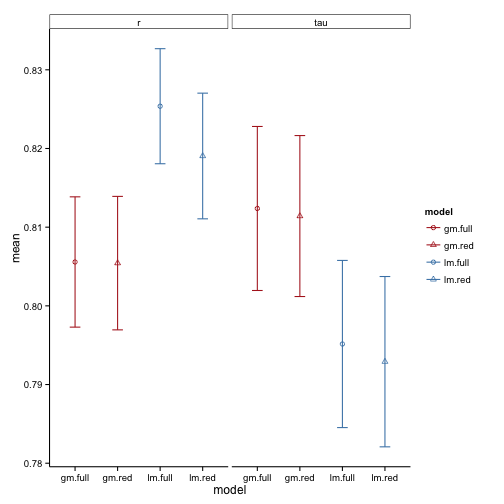 r tau
0.83
0.82
0.81
0.80
0.79
0.78
mean
gm.full gm.red lm.full lm.red gm.full gm.red lm.full lm.red
model
model
gm.full
gm.red
lm.full
lm.red